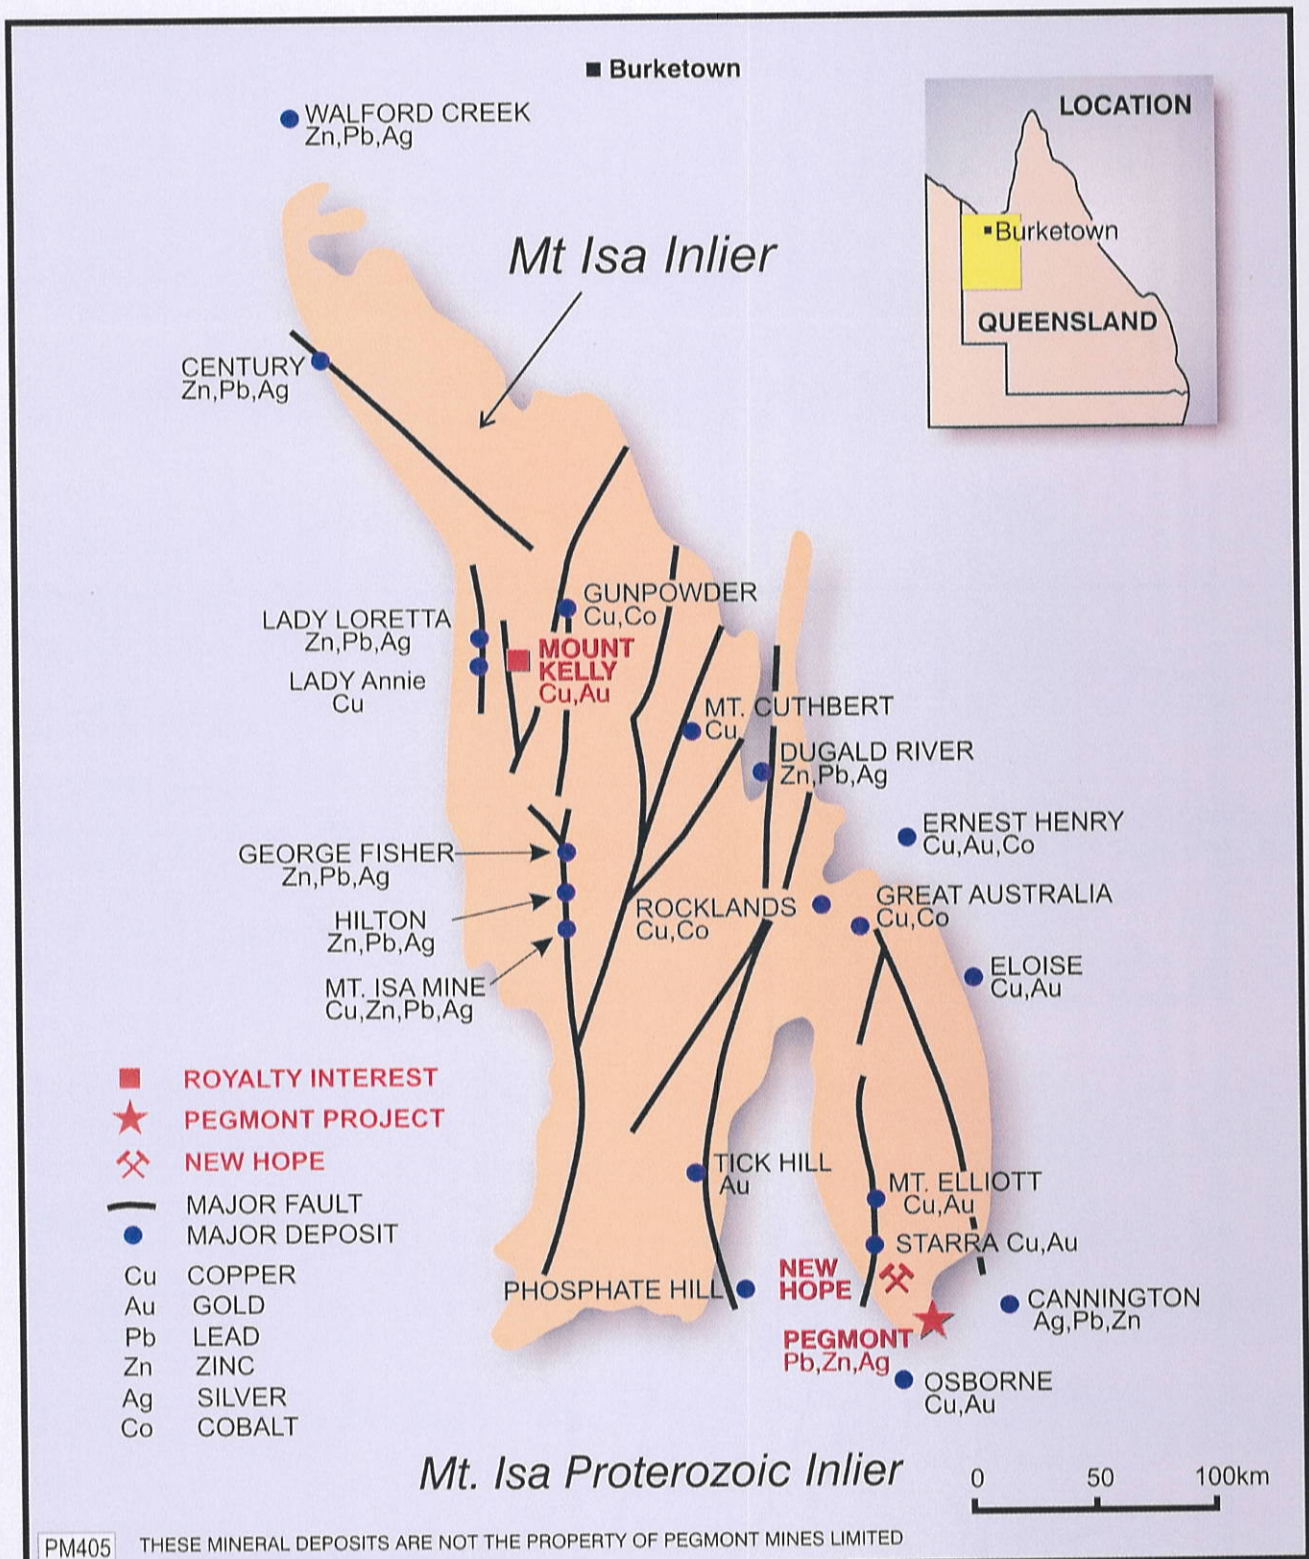 Burketown
WALFORD CREEK
Zn,Pb,Ag
LOCATION
Burketown
QUEENSLAND
Mt Isa Inlier
CENTURY
Zn,Pb,Ag
GUNPOWDER
Cu,Co
LADY LORETTA
Zn,Pb,Ag
LADY Annie
Cu
MOUNT
KELLY
Cu,Au
MT. CUTHBERT
Cu
DUGALD RIVER
Zn,Pb,Ag
ERNEST HENRY
Cu,Au,Co
GEORGE FISHER
Zn,Pb,Ag
HILTON
Zn,Pb,Ag
MT. ISA MINE
Cu,Zn,Pb,Ag
ROCKLANDS
Cu,Co
GREAT AUSTRALIA
Cu,Co
ELOISE
Cu,Au
TICK HILL
Au
MT. ELLIOTT
Cu,Au
STARRA Cu,Au
NEW
HOPE
PHOSPHATE HILL
CANNINGTON
Ag,Pb,Zn
PEGMONT
Pb,Zn,Ag
OSBORNE
Cu,Au
ROYALTY INTEREST
PEGMONT PROJECT
NEW HOPE
MAJOR FAULT
MAJOR DEPOSIT
Cu COPPER
Au GOLD
Pb LEAD
Zn ZINC
Ag SILVER
Co COBALT
Mt. Isa Proterozoic Inlier
0 50 100km
PM405 THESE MINERAL DEPOSITS ARE NOT THE PROPERTY OF PEGMONT MINES LIMITED